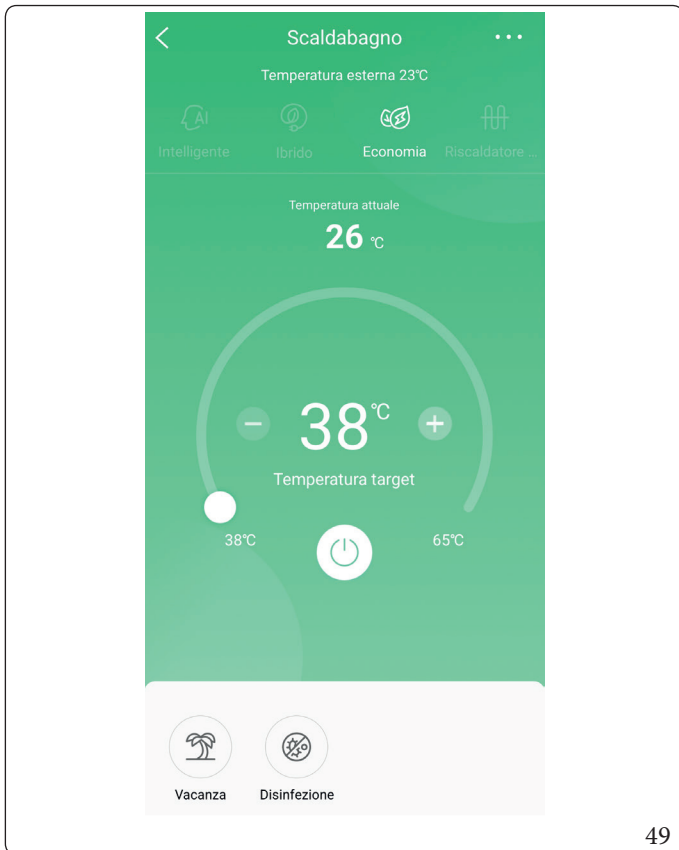 Scaldabagno
Temperatura esterna 23℃
AI
Intelligente Ibrido Economia Riscaldatore ...
Temperatura attuale
26 ℃
38℃
Temperatura target
38℃ 65℃
Vacanza Disinfezione
49